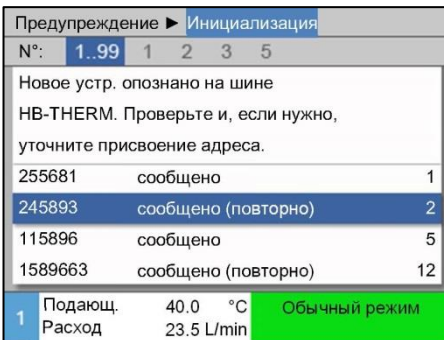 Предупреждение ► Инициализация
N°: 1..99 1 2 3 5
Новое устр. опознано на шине
HB-THERM. Проверьте и, если нужно,
уточните присвоение адреса.
255681 сообщено 1
245893 сообщено (повторно) 2
115896 сообщено 5
1589663 сообщено (повторно) 12
1 Подающ. 40.0 °C Обычный режим
Расход 23.5 L/min